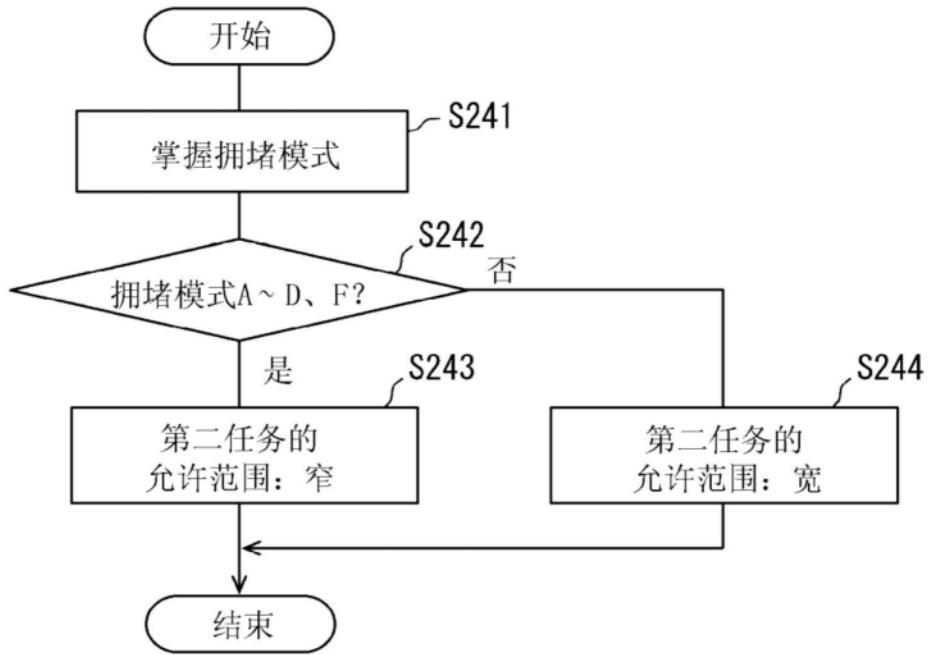 开始
S241
掌握拥堵模式
S242
拥堵模式A~D、F?
否
是
S243
第二任务的
允许范围：窄
S244
第二任务的
允许范围：宽
结束